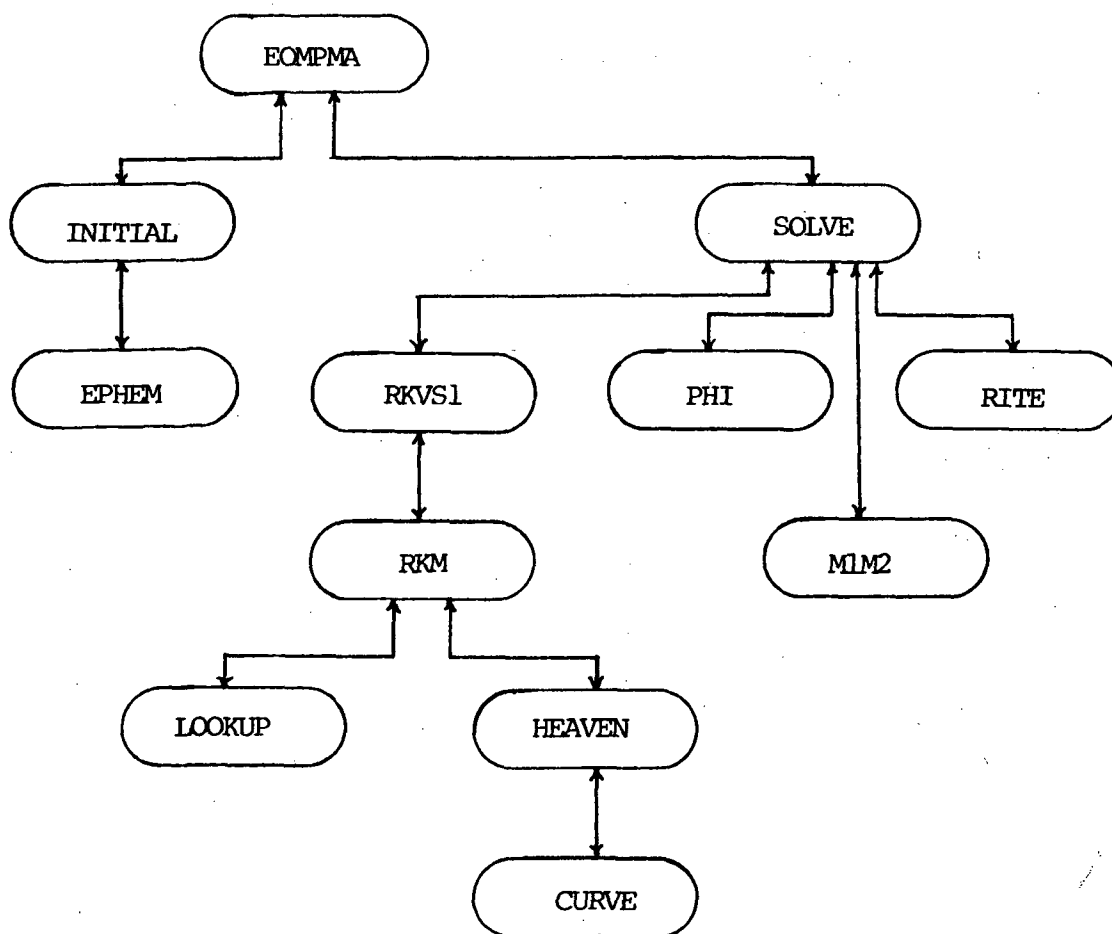 EOMPMA
INITIAL
SOLVE
EPHEM
RKVS1
PHI
RITE
RKM
M1M2
LOOKUP
HEAVEN
CURVE